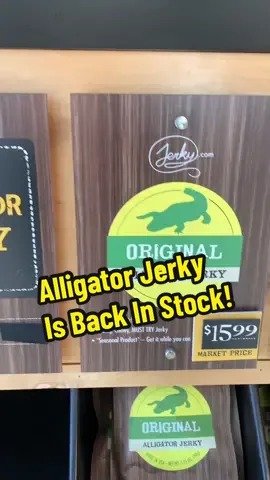 Jerky.com
OR
Y
ORIGINAL
JERKY
Alligator Jerky
Is Back In Stock!
MUST TRY Jerky
• "Seasonal Product" – Get it while you can
$15.99
MARKET PRICE
ORIGINAL
ALLIGATOR JERKY